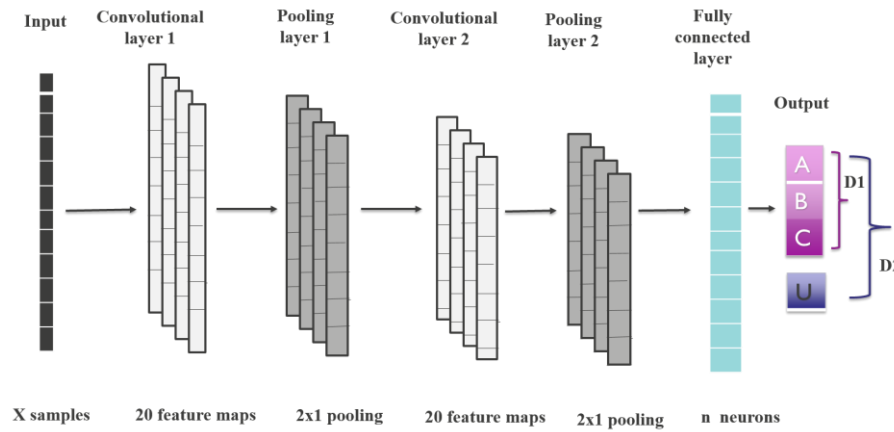 Input
Convolutional
layer 1
Pooling
layer 1
Convolutional
layer 2
Pooling
layer 2
Fully
connected
layer
Output
A
B
C
U
D1
X samples
20 feature maps
2x1 pooling
20 feature maps
2x1 pooling
n neurons